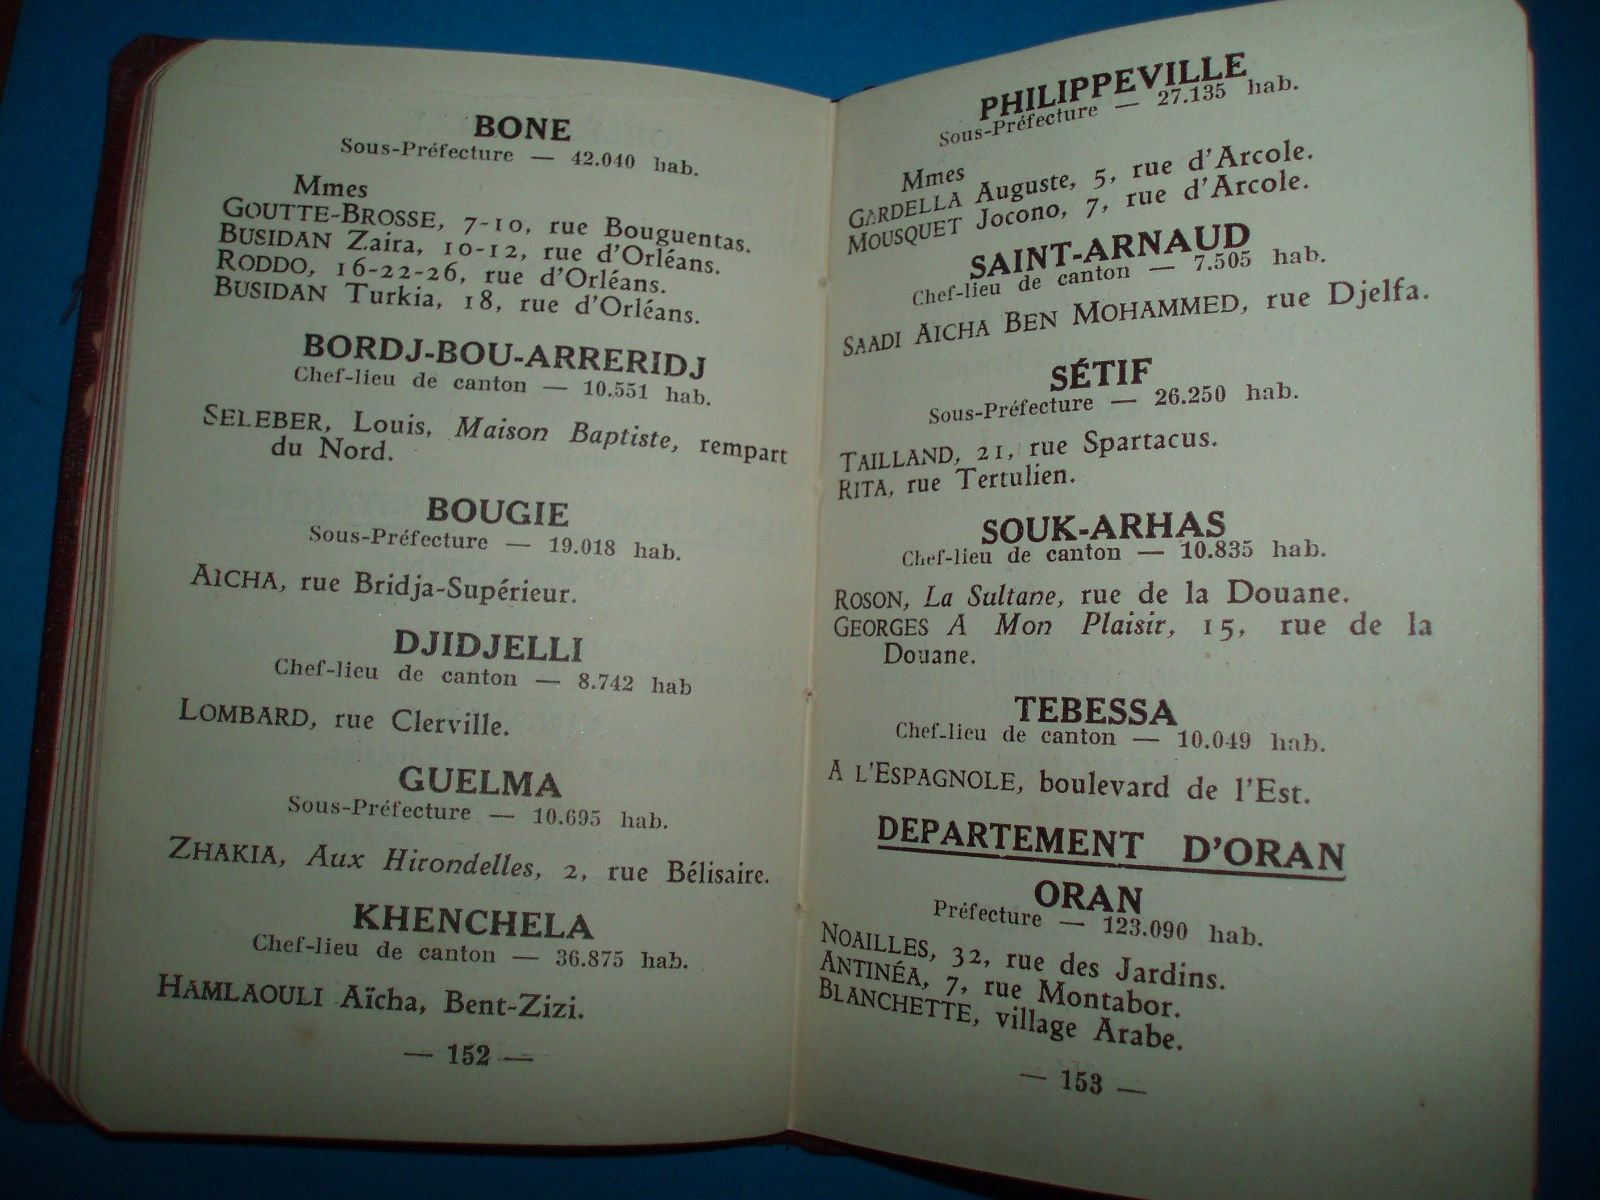 BONE
Sous-Préfecture — 42.040 hab.
Mmes
GOUTTE-BROSSE, 7-10, rue Bouguentas.
BUSIDAN Zaira, 10-12, rue d'Orléans.
RODDO, 16-22-26, rue d'Orléans.
BUSIDAN Turkia, 18, rue d'Orléans.
BORDJ-BOU-ARRERIDJ
Chef-lieu de canton — 10.551 hab.
SELEBER, Louis, Maison Baptiste, rempart
du Nord.
BOUGIE
Sous-Préfecture — 19.018 hab.
AICHA, rue Bridja-Supérieur.
DJIDJELLI
Chef-lieu de canton — 8.742 hab
LOMBARD, rue Clerville.
GUELMA
Sous-Préfecture — 10.695 hab.
ZHAKIA, Aux Hirondelles, 2, rue Bélisaire.
KHENCHELA
Chef-lieu de canton — 36.875 hab.
HAMLAOULI Aïcha, Bent-Zizi.
— 152 —
PHILIPPEVILLE
Sous-Préfecture — 27.135 hab.
Mmes
GARDELLA Auguste, 5, rue d'Arcole.
MOUSQUET Jocono, 7, rue d'Arcole.
SAINT-ARNAUD
Chef-lieu de canton — 7.505 hab.
SAADI AICHA BEN MOHAMMED, rue Djelfa.
SÉTIF
Sous-Préfecture — 26.250 hab.
TAILLAND, 21, rue Spartacus.
RITA, rue Tertulien.
SOUK-ARHAS
Chef-lieu de canton — 10.835 hab.
ROSON, La Sultane, rue de la Douane.
GEORGES A Mon Plaisir, 15, rue de la
Douane.
TEBESSA
Chef-lieu de canton — 10.049 hab.
A L'ESPAGNOLE, boulevard de l'Est.
DEPARTEMENT D'ORAN
ORAN
Préfecture — 123.090 hab.
NOAILLES, 32, rue des Jardins.
ANTINÉA, 7, rue Montabor.
BLANCHETTE, village Arabe.
— 153 —